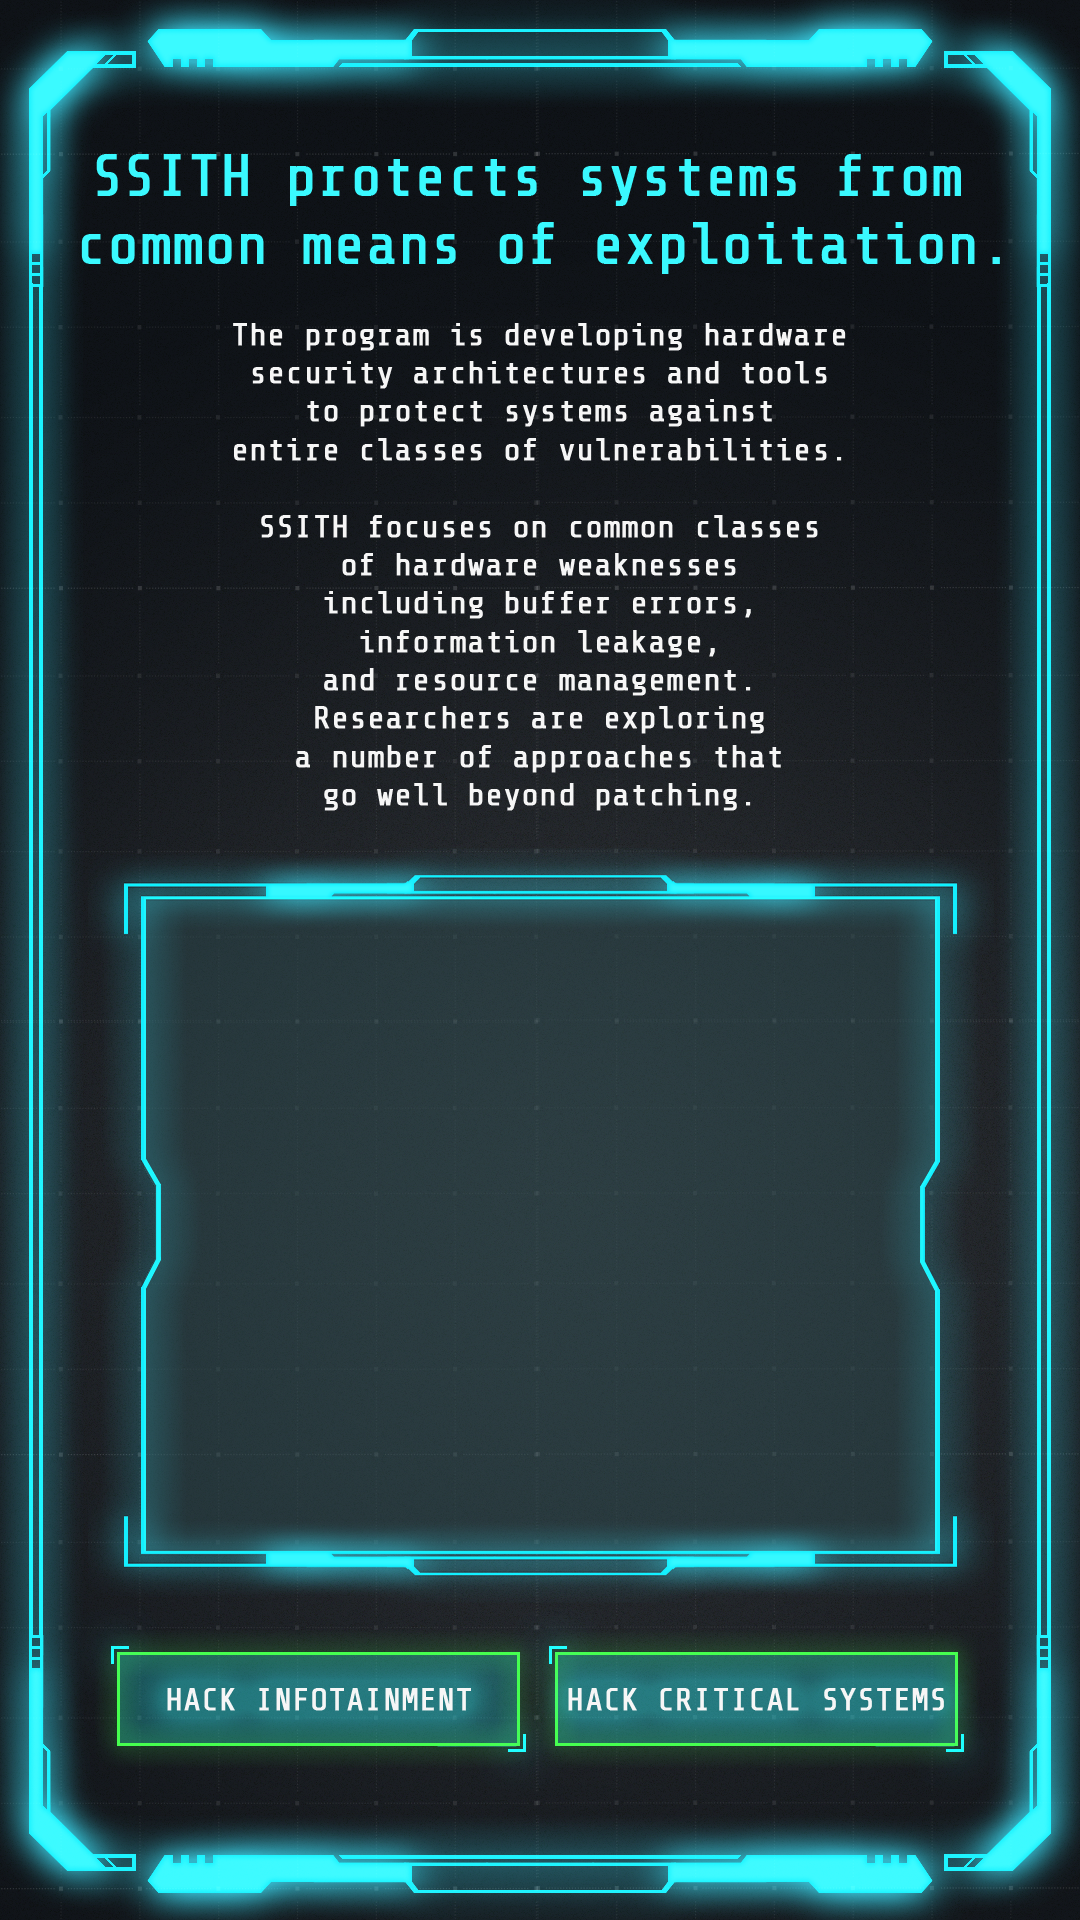 SSITH protects systems from
common means of exploitation.
The program is developing hardware
security architectures and tools
to protect systems against
entire classes of vulnerabilities.
SSITH focuses on common classes
of hardware weaknesses
including buffer errors,
information leakage,
and resource management.
Researchers are exploring
a number of approaches that
go well beyond patching.
HACK INFOTAINMENT
HACK CRITICAL SYSTEMS